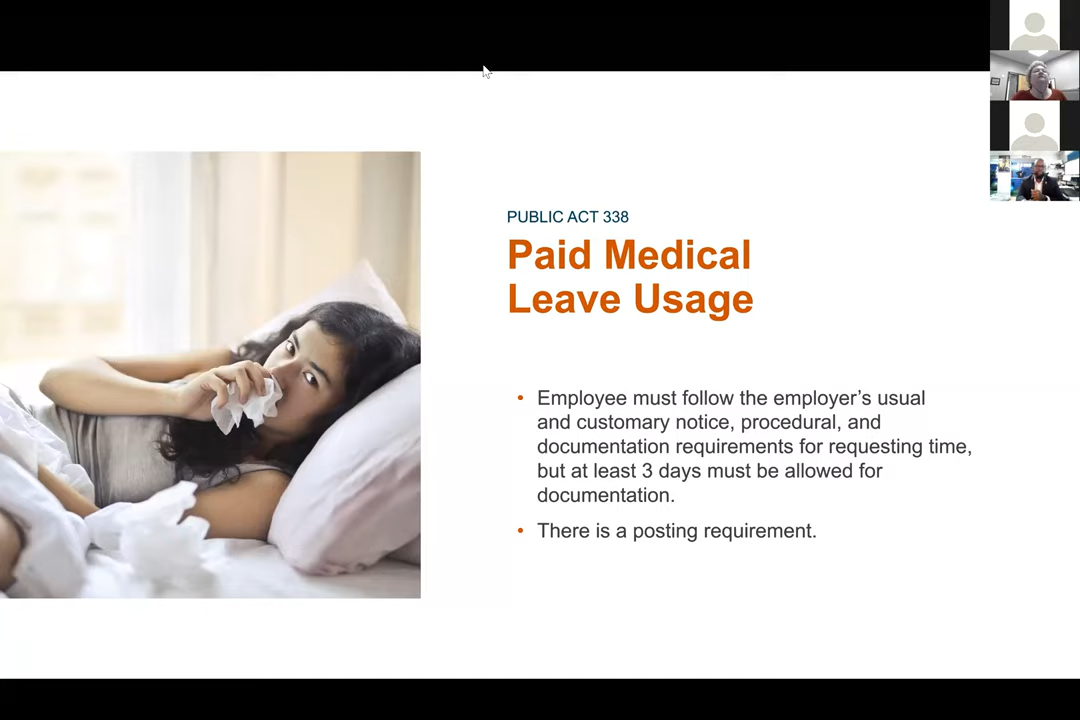 PUBLIC ACT 338
Paid Medical
Leave Usage
• Employee must follow the employer’s usual
and customary notice, procedural, and
documentation requirements for requesting time,
but at least 3 days must be allowed for
documentation.
• There is a posting requirement.